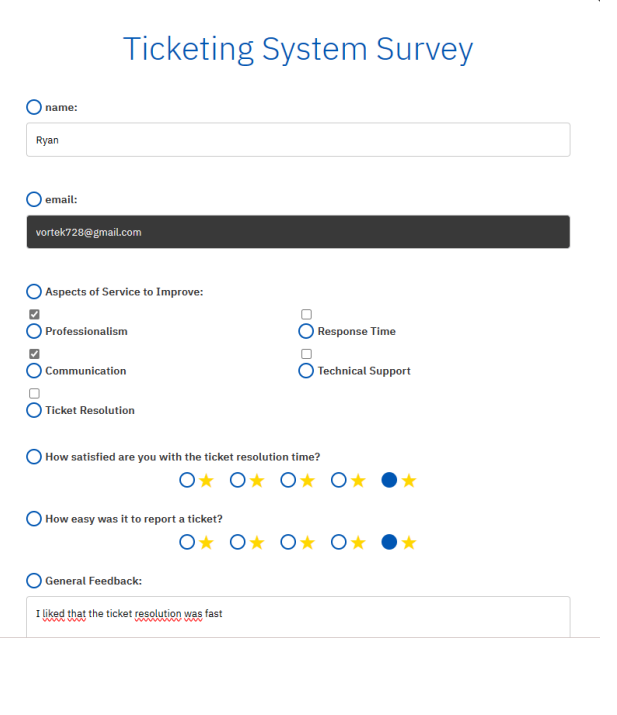 Ticketing System Survey
name:
Ryan
email:
vortek728@gmail.com
Aspects of Service to Improve:
Professionalism
Response Time
Communication
Technical Support
Ticket Resolution
How satisfied are you with the ticket resolution time?
How easy was it to report a ticket?
General Feedback:
I liked that the ticket resolution was fast